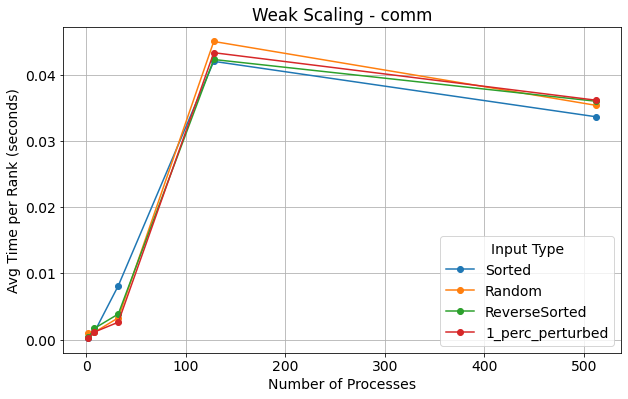 Weak Scaling - comm
Avg Time per Rank (seconds)
0.04
0.03
0.02
0.01
0.00
0 100 200 300 400 500
Number of Processes
Input Type
Sorted
Random
ReverseSorted
1_perc_perturbed